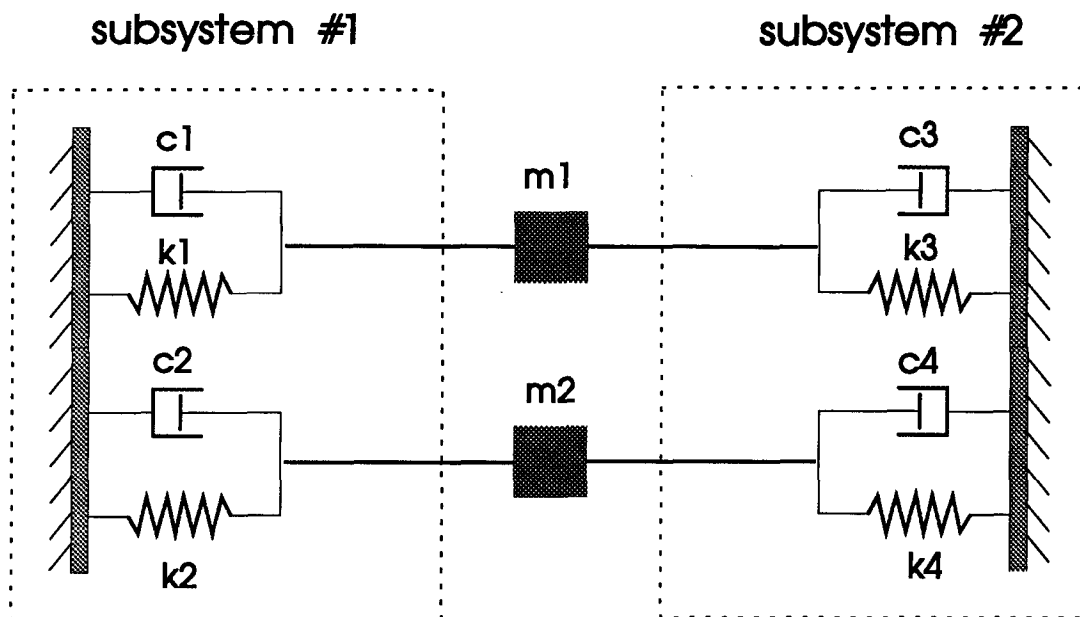 subsystem #1
subsystem #2
c1
c3
m1
k1
k3
c2
c4
m2
k2
k4